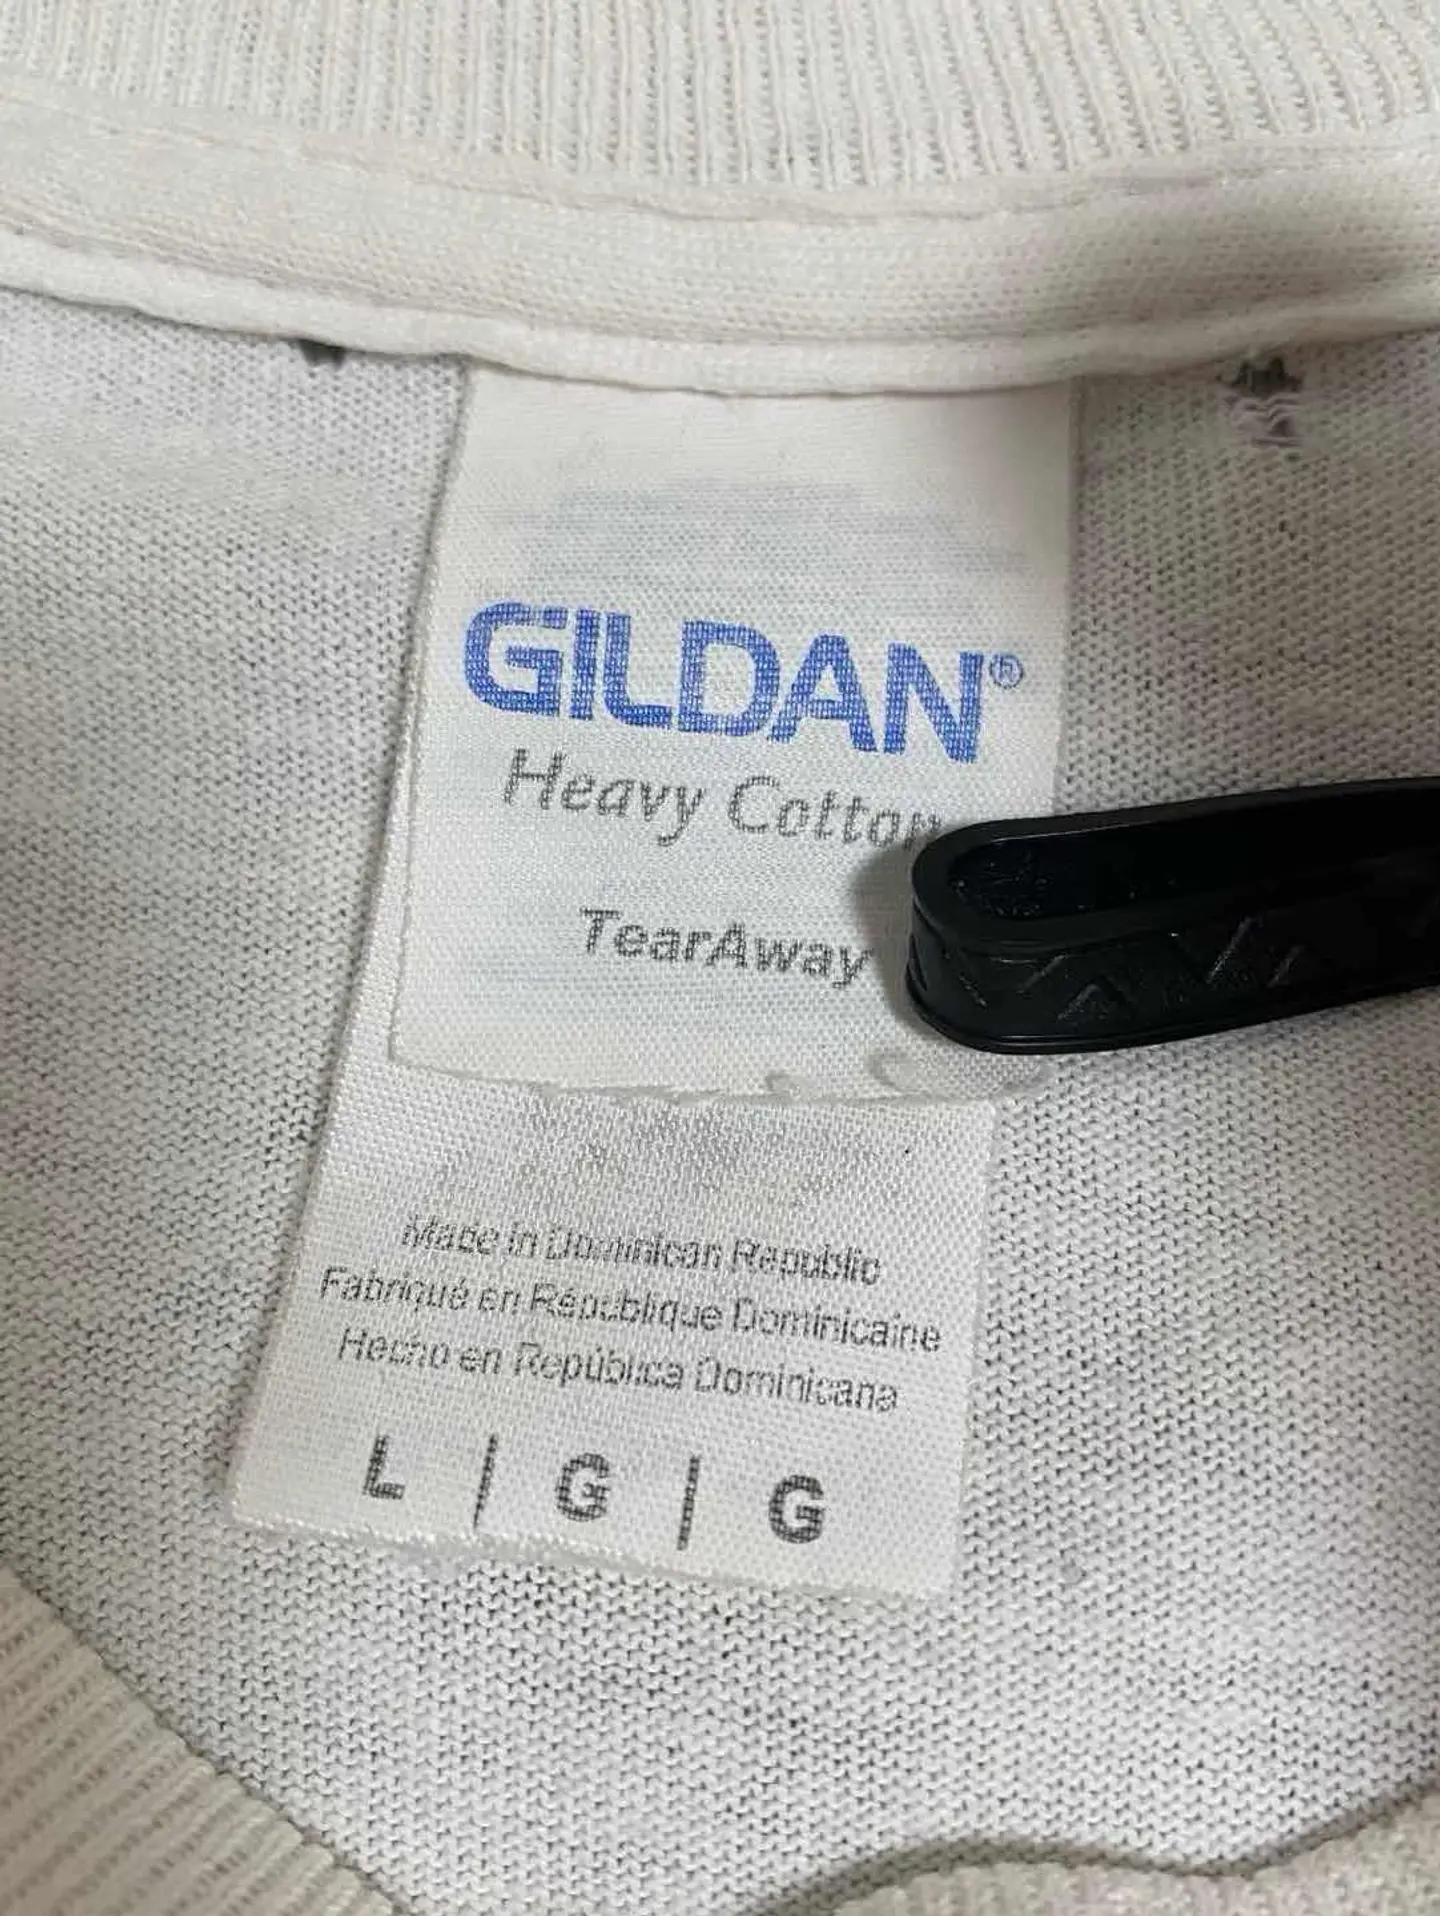 GILDAN®
Heavy Cotton
TearAway
Made in Dominican Republic
Fabriqué en République Dominicaine
Hecho en República Dominicana
L | G | G